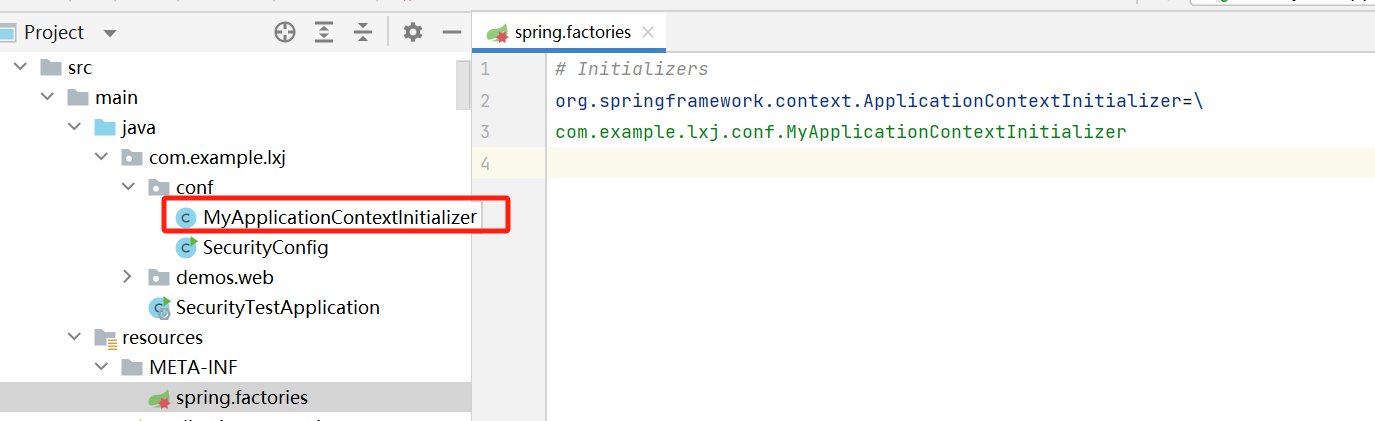 Project
src
main
java
com.example.lxj
conf
MyApplicationContextInitializer
SecurityConfig
demos.web
SecurityTestApplication
resources
META-INF
spring.factories
spring.factories
1 # Initializers
2 org.springframework.context.ApplicationContextInitializer=\
3 com.example.lxj.conf.MyApplicationContextInitializer
4